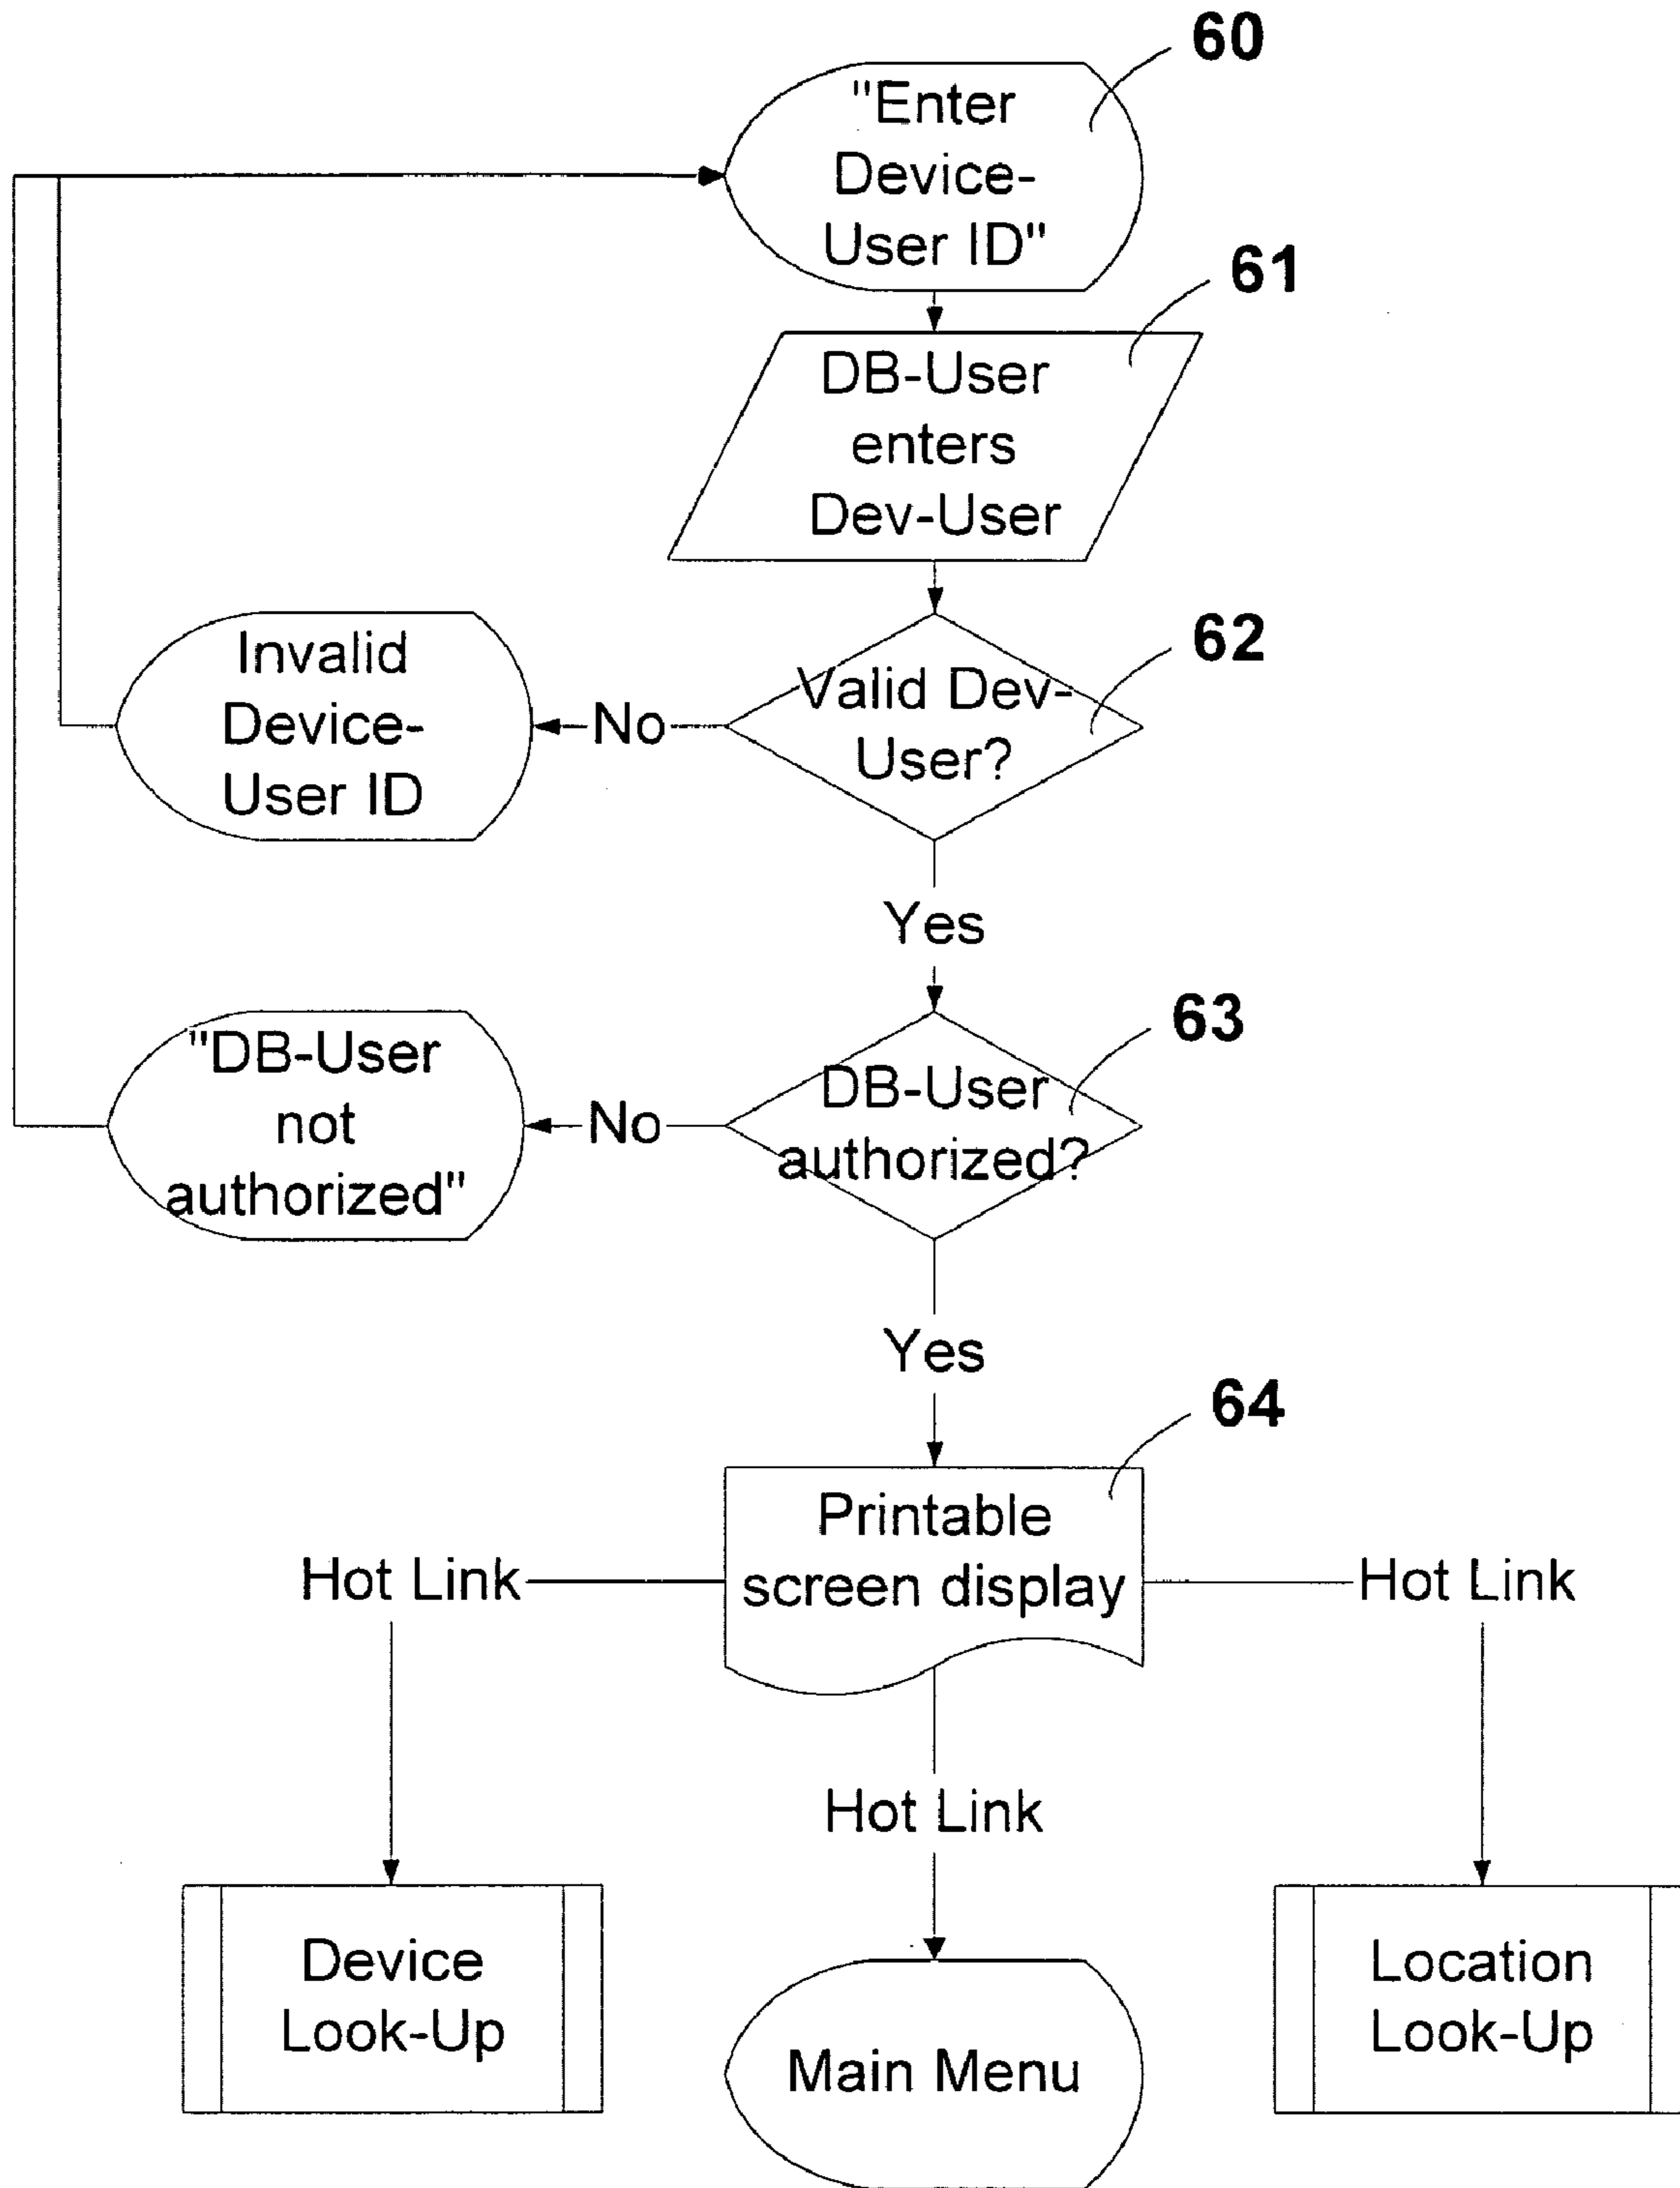 60
"Enter
Device-
User ID"
61
DB-User
enters
Dev-User
62
Valid Dev-
User?
No
Invalid
Device-
User ID
Yes
63
DB-User
authorized?
No
"DB-User
not
authorized"
Yes
64
Printable
screen display
Hot Link
Hot Link
Hot Link
Device
Look-Up
Main Menu
Location
Look-Up